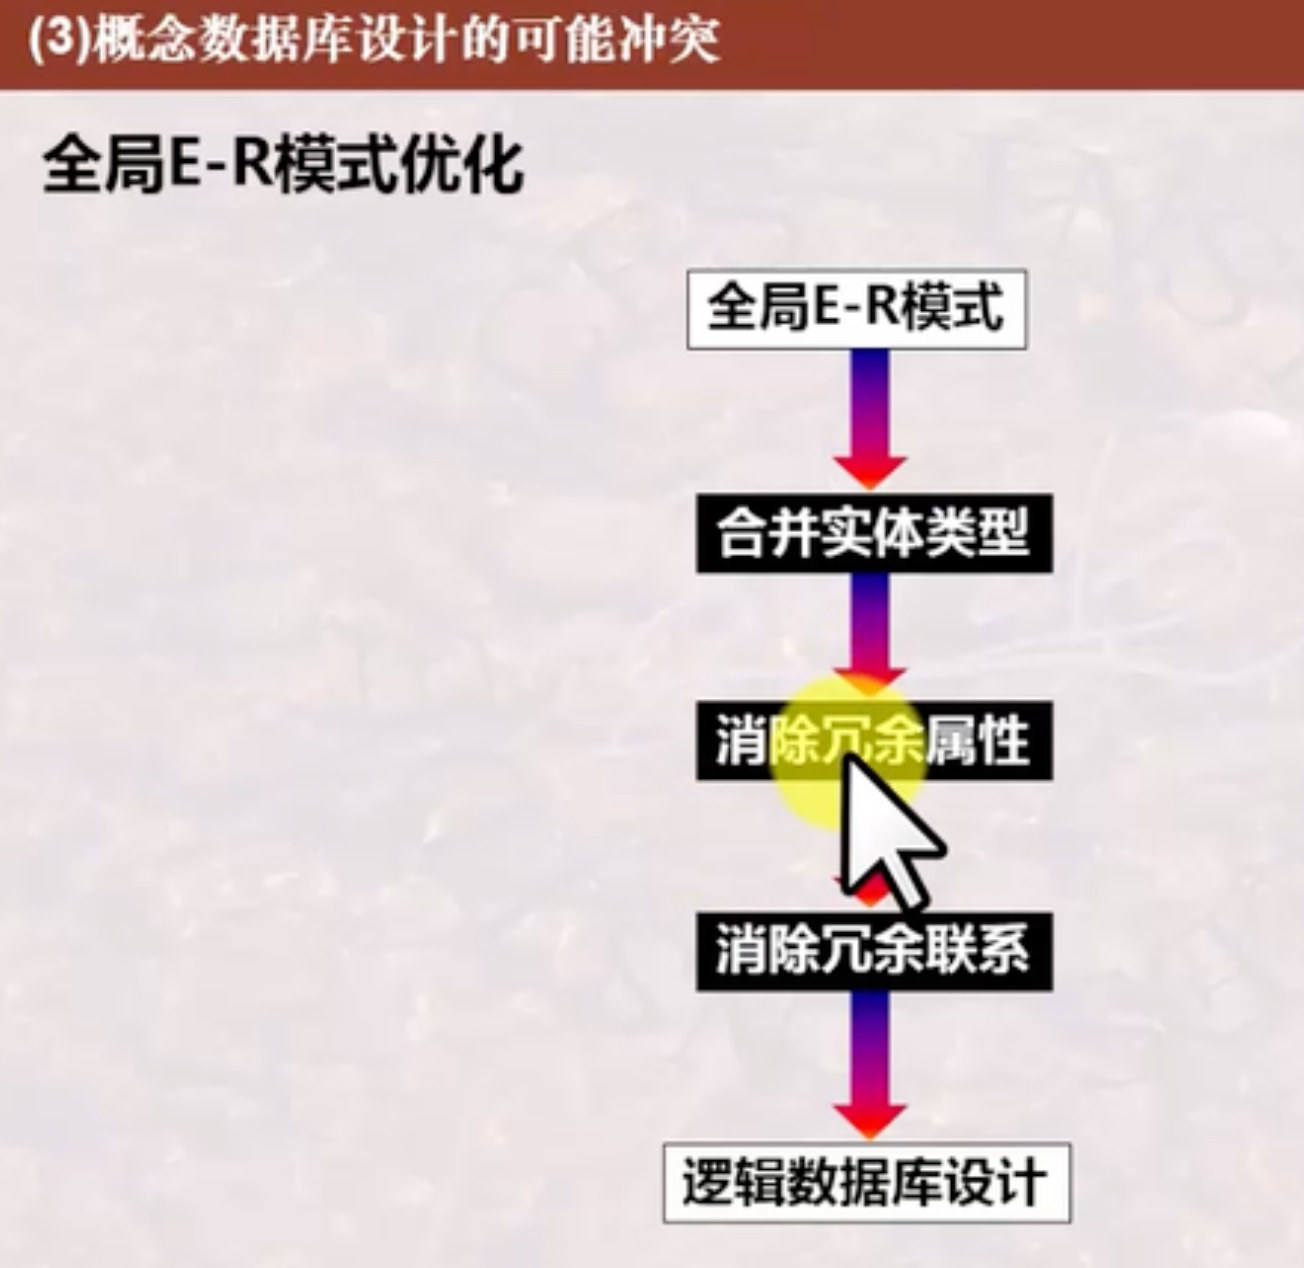 (3)概念数据库设计的可能冲突
全局E-R模式优化
全局E-R模式
合并实体类型
消除冗余属性
消除冗余联系
逻辑数据库设计